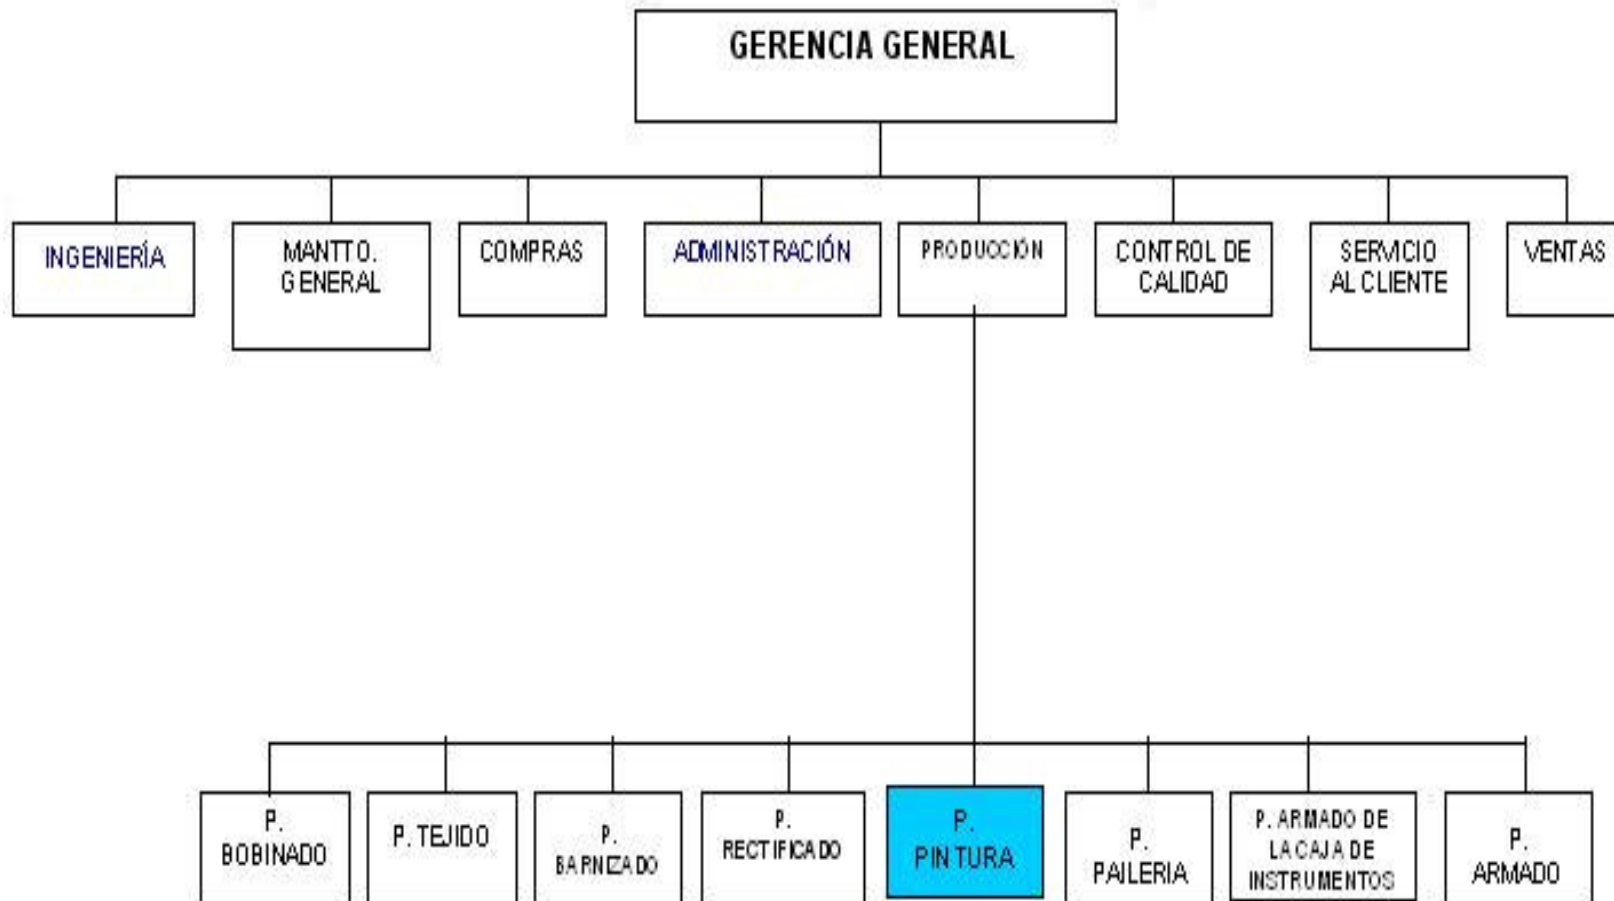 GERENCIA GENERAL
INGENIERÍA
MANTTO.
GENERAL
COMPRAS
ADMINISTRACIÓN
PRODUCCIÓN
CONTROL DE
CALIDAD
SERVICIO
AL CLIENTE
VENTAS
P.
BOBINADO
P. TEJIDO
P.
BARNIZADO
P.
RECTIFICADO
P.
PINTURA
P.
PAILERIA
P. ARMADO DE
LA CAJA DE
INSTRUMENTOS
P.
ARMADO